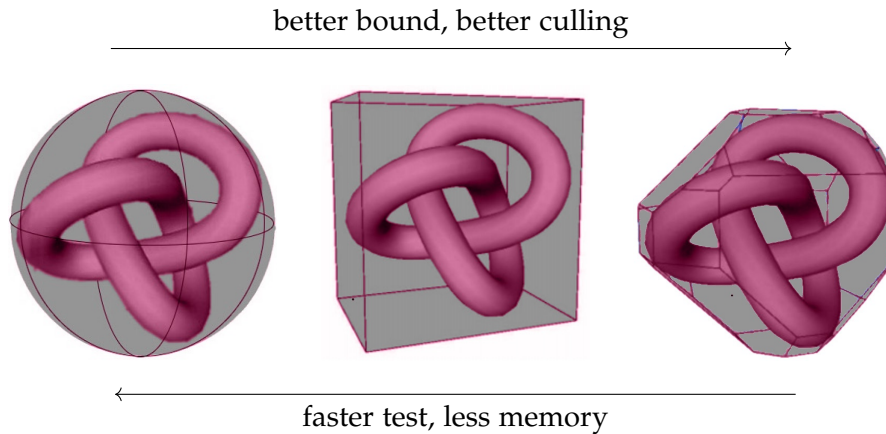 better bound, better culling
faster test, less memory